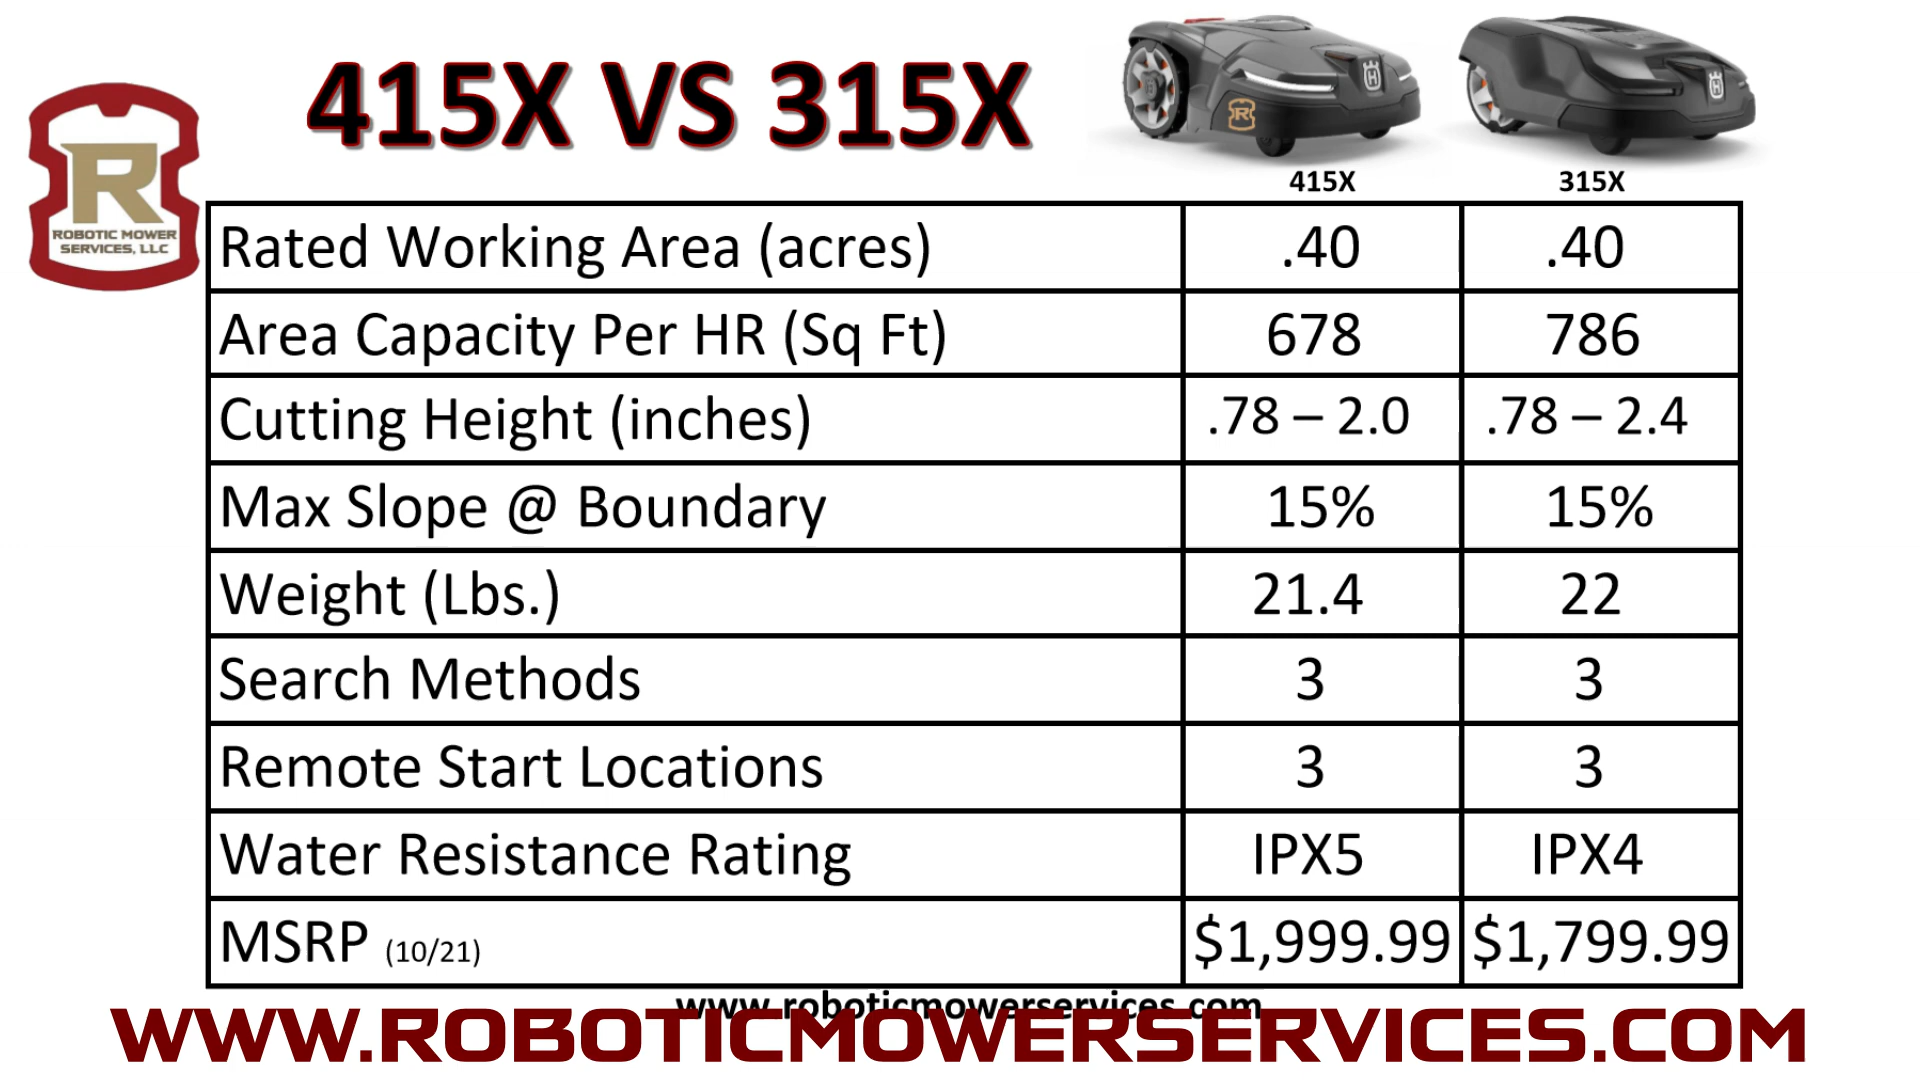 415X VS 315X
R
ROBOTIC MOWER
SERVICES, LLC
R
H
H
415X 315X
Rated Working Area (acres) .40 .40
Area Capacity Per HR (Sq Ft) 678 786
Cutting Height (inches) .78 – 2.0 .78 – 2.4
Max Slope @ Boundary 15% 15%
Weight (Lbs.) 21.4 22
Search Methods 3 3
Remote Start Locations 3 3
Water Resistance Rating IPX5 IPX4
MSRP (10/21) $1,999.99 $1,799.99
www.roboticmowerservices.com
WWW.ROBOTICMOWERSERVICES.COM